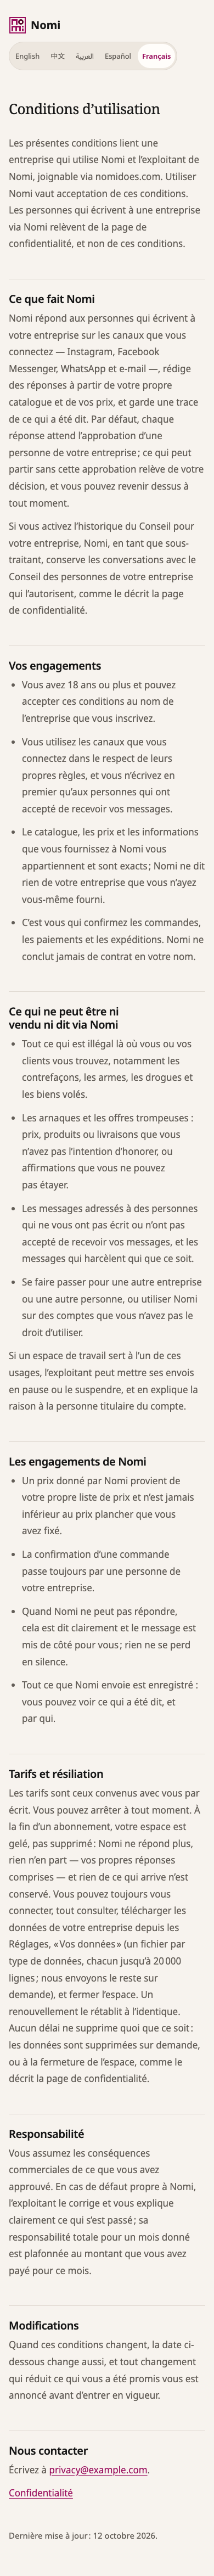 Nomi
English 中文 العربية Español Français
Conditions d’utilisation
Les présentes conditions lient une
entreprise qui utilise Nomi et l’exploitant de
Nomi, joignable via nomidoes.com. Utiliser
Nomi vaut acceptation de ces conditions.
Les personnes qui écrivent à une entreprise
via Nomi relèvent de la page de
confidentialité, et non de ces conditions.
Ce que fait Nomi
Nomi répond aux personnes qui écrivent à
votre entreprise sur les canaux que vous
connectez — Instagram, Facebook
Messenger, WhatsApp et e-mail —, rédige
des réponses à partir de votre propre
catalogue et de vos prix, et garde une trace
de ce qui a été dit. Par défaut, chaque
réponse attend l’approbation d’une
personne de votre entreprise ; ce qui peut
partir sans cette approbation relève de votre
décision, et vous pouvez revenir dessus à
tout moment.
Si vous activez l’historique du Conseil pour
votre entreprise, Nomi, en tant que sous-
traitant, conserve les conversations avec le
Conseil des personnes de votre entreprise
qui l’autorisent, comme le décrit la page
de confidentialité.
Vos engagements
• Vous avez 18 ans ou plus et pouvez
accepter ces conditions au nom de
l’entreprise que vous inscrivez.
• Vous utilisez les canaux que vous
connectez dans le respect de leurs
propres règles, et vous n’écrivez en
premier qu’aux personnes qui ont
accepté de recevoir vos messages.
• Le catalogue, les prix et les informations
que vous fournissez à Nomi vous
appartiennent et sont exacts ; Nomi ne dit
rien de votre entreprise que vous n’ayez
vous-même fourni.
• C’est vous qui confirmez les commandes,
les paiements et les expéditions. Nomi ne
conclut jamais de contrat en votre nom.
Ce qui ne peut être ni
vendu ni dit via Nomi
• Tout ce qui est illégal là où vous ou vos
clients vous trouvez, notamment les
contrefaçons, les armes, les drogues et
les biens volés.
• Les arnaques et les offres trompeuses :
prix, produits ou livraisons que vous
n’avez pas l’intention d’honorer, ou
affirmations que vous ne pouvez
pas étayer.
• Les messages adressés à des personnes
qui ne vous ont pas écrit ou n’ont pas
accepté de recevoir vos messages, et les
messages qui harcèlent qui que ce soit.
• Se faire passer pour une autre entreprise
ou une autre personne, ou utiliser Nomi
sur des comptes que vous n’avez pas le
droit d’utiliser.
Si un espace de travail sert à l’un de ces
usages, l’exploitant peut mettre ses envois
en pause ou le suspendre, et en explique la
raison à la personne titulaire du compte.
Les engagements de Nomi
• Un prix donné par Nomi provient de
votre propre liste de prix et n’est jamais
inférieur au prix plancher que vous
avez fixé.
• La confirmation d’une commande
passe toujours par une personne de
votre entreprise.
• Quand Nomi ne peut pas répondre,
cela est dit clairement et le message est
mis de côté pour vous ; rien ne se perd
en silence.
• Tout ce que Nomi envoie est enregistré :
vous pouvez voir ce qui a été dit, et
par qui.
Tarifs et résiliation
Les tarifs sont ceux convenus avec vous par
écrit. Vous pouvez arrêter à tout moment. À
la fin d’un abonnement, votre espace est
gelé, pas supprimé : Nomi ne répond plus,
rien n’en part — vos propres réponses
comprises — et rien de ce qui arrive n’est
conservé. Vous pouvez toujours vous
connecter, tout consulter, télécharger les
données de votre entreprise depuis les
Réglages, « Vos données » (un fichier par
type de données, chacun jusqu’à 20 000
lignes ; nous envoyons le reste sur
demande), et fermer l’espace. Un
renouvellement le rétablit à l’identique.
Aucun délai ne supprime quoi que ce soit :
les données sont supprimées sur demande,
ou à la fermeture de l’espace, comme le
décrit la page de confidentialité.
Responsabilité
Vous assumez les conséquences
commerciales de ce que vous avez
approuvé. En cas de défaut propre à Nomi,
l’exploitant le corrige et vous explique
clairement ce qui s’est passé ; sa
responsabilité totale pour un mois donné
est plafonnée au montant que vous avez
payé pour ce mois.
Modifications
Quand ces conditions changent, la date ci-
dessous change aussi, et tout changement
qui réduit ce qui vous a été promis vous est
annoncé avant d’entrer en vigueur.
Nous contacter
Écrivez à privacy@example.com.
Confidentialité
Dernière mise à jour : 12 octobre 2026.